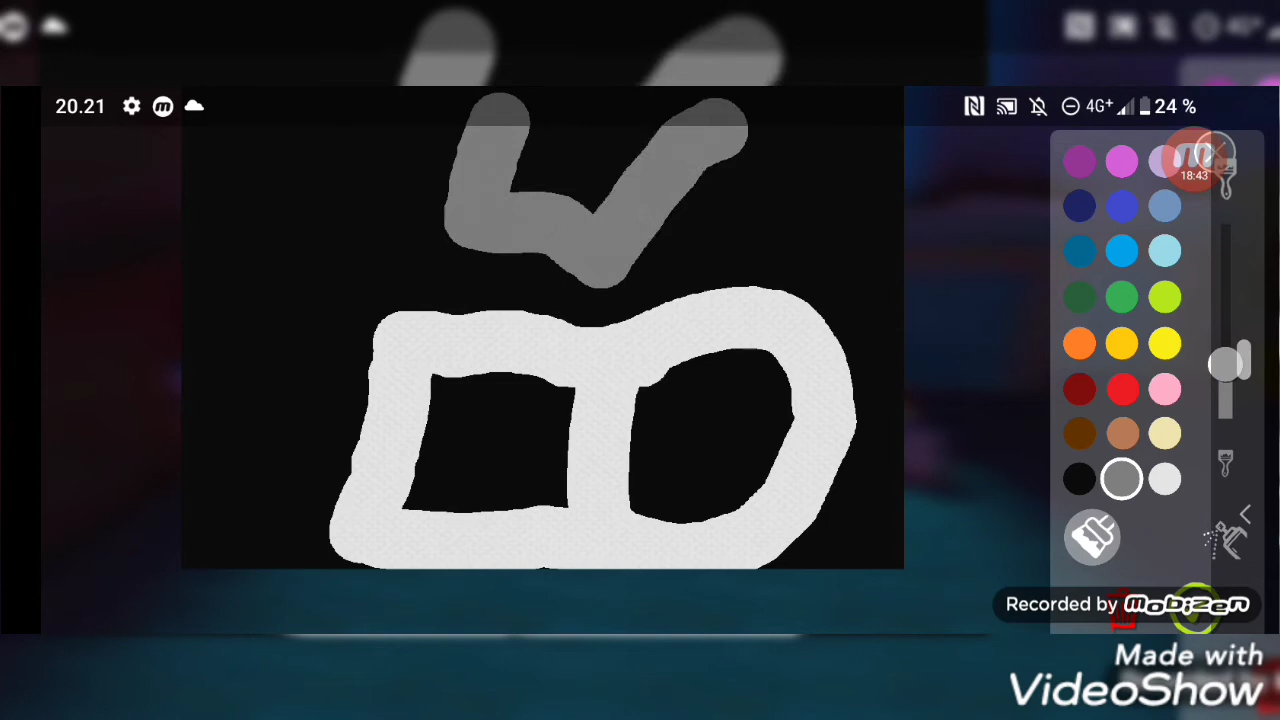 20.21 4G+ 24 %
18:43
Recorded by mobizen
Made with
VideoShow